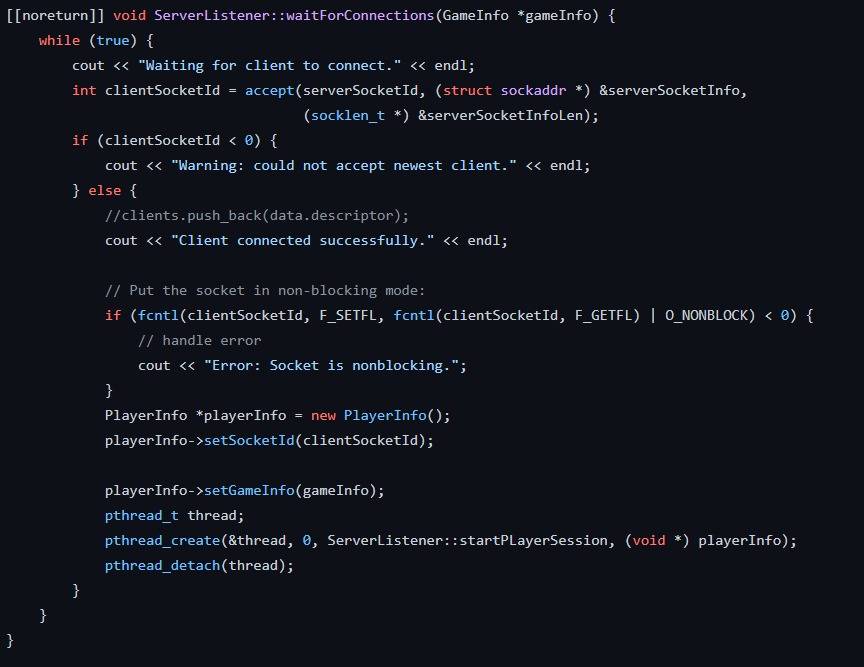 [[noreturn]] void ServerListener::waitForConnections(GameInfo *gameInfo) {
    while (true) {
        cout << "Waiting for client to connect." << endl;
        int clientSocketId = accept(serverSocketId, (struct sockaddr *) &serverSocketInfo,
                                    (socklen_t *) &serverSocketInfoLen);
        if (clientSocketId < 0) {
            cout << "Warning: could not accept newest client." << endl;
        } else {
            //clients.push_back(data.descriptor);
            cout << "Client connected successfully." << endl;

            // Put the socket in non-blocking mode:
            if (fcntl(clientSocketId, F_SETFL, fcntl(clientSocketId, F_GETFL) | O_NONBLOCK) < 0) {
                // handle error
                cout << "Error: Socket is nonblocking.";
            }
            PlayerInfo *playerInfo = new PlayerInfo();
            playerInfo->setSocketId(clientSocketId);

            playerInfo->setGameInfo(gameInfo);
            pthread_t thread;
            pthread_create(&thread, 0, ServerListener::startPLayerSession, (void *) playerInfo);
            pthread_detach(thread);
        }
    }
}